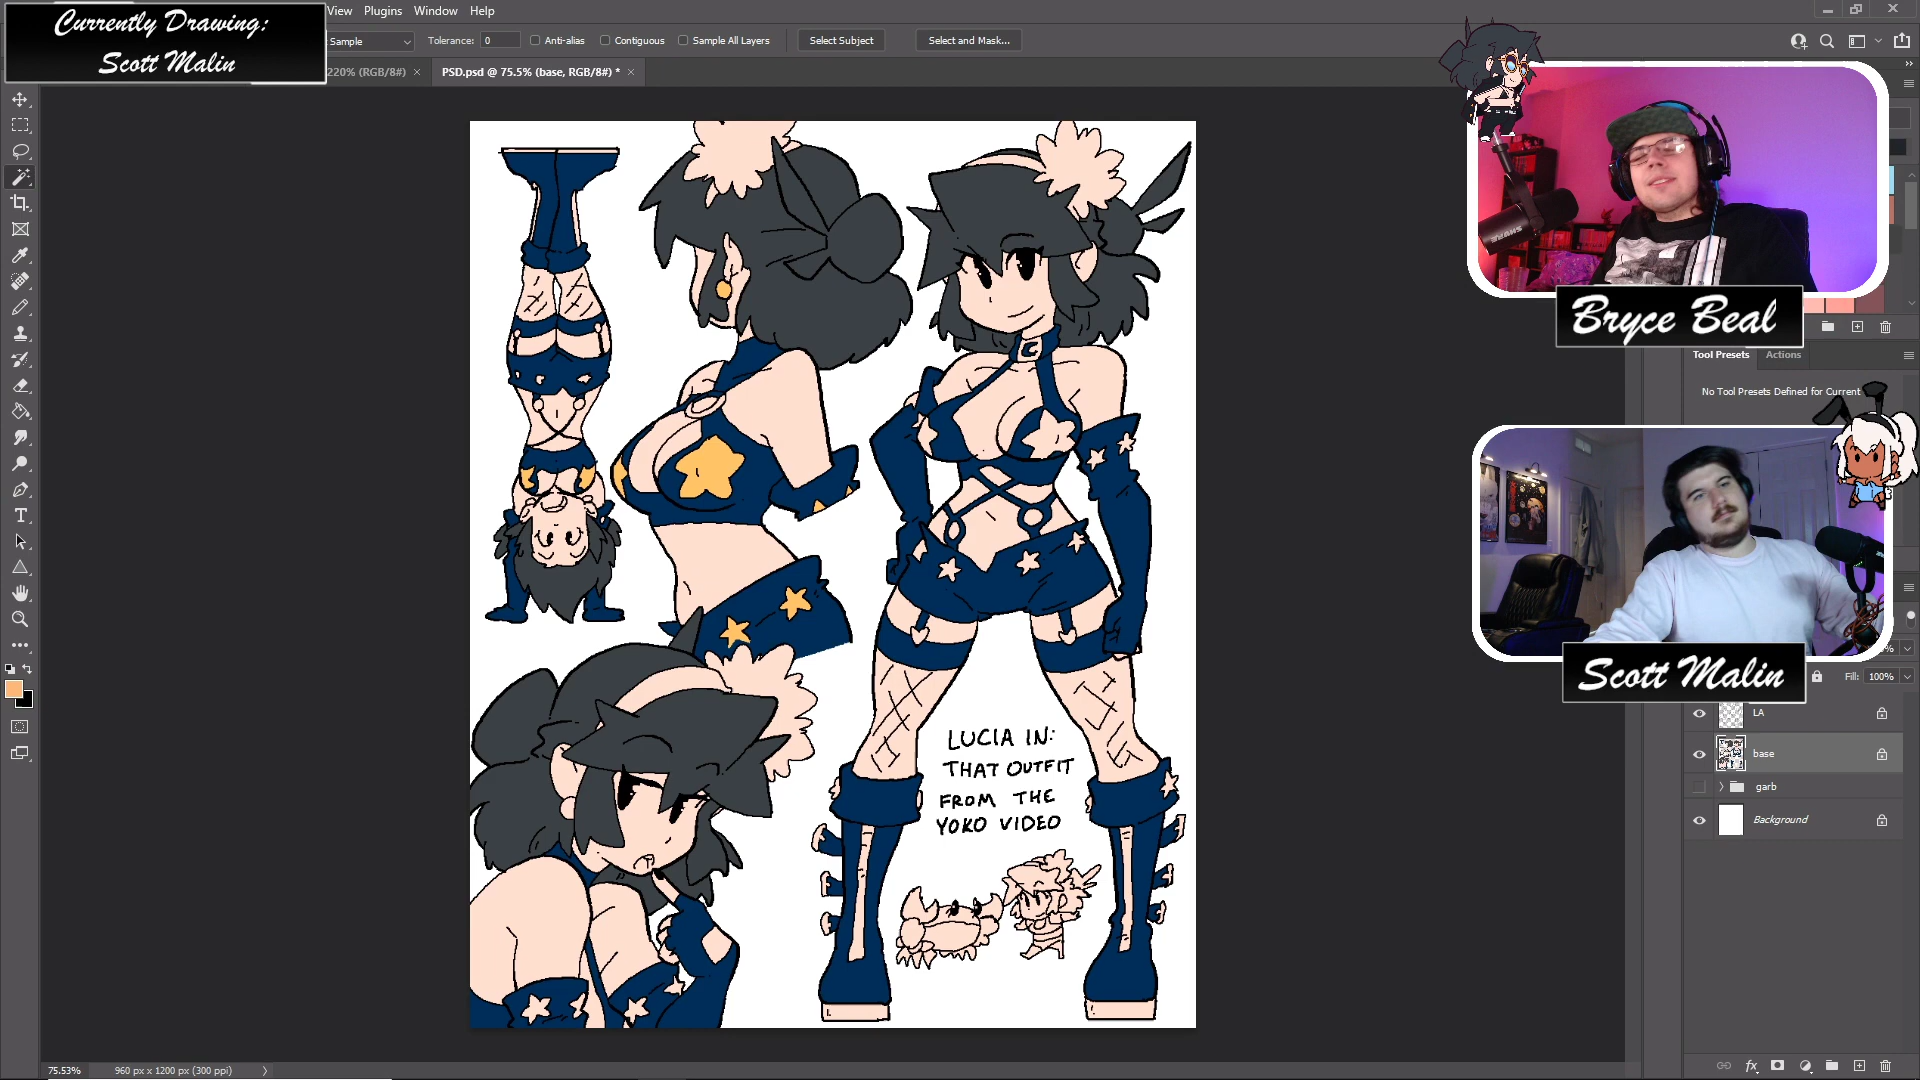 Currently Drawing:
Scott Malin
View Plugins Window Help
Sample Tolerance: 0 Anti-alias Contiguous Sample All Layers Select Subject Select and Mask...
220% (RGB/8#) × PSD.psd @ 75.5% (base, RGB/8#) * ×
SHURE
Bryce Beal
Tool Presets Actions
No Tool Presets Defined for Current
Scott Malin
Fill: 100%
LA
base
garb
Background
C
LUCIA IN:
THAT OUTFIT
FROM THE
YOKO VIDEO
75.53% 960 px x 1200 px (300 ppi)
fx